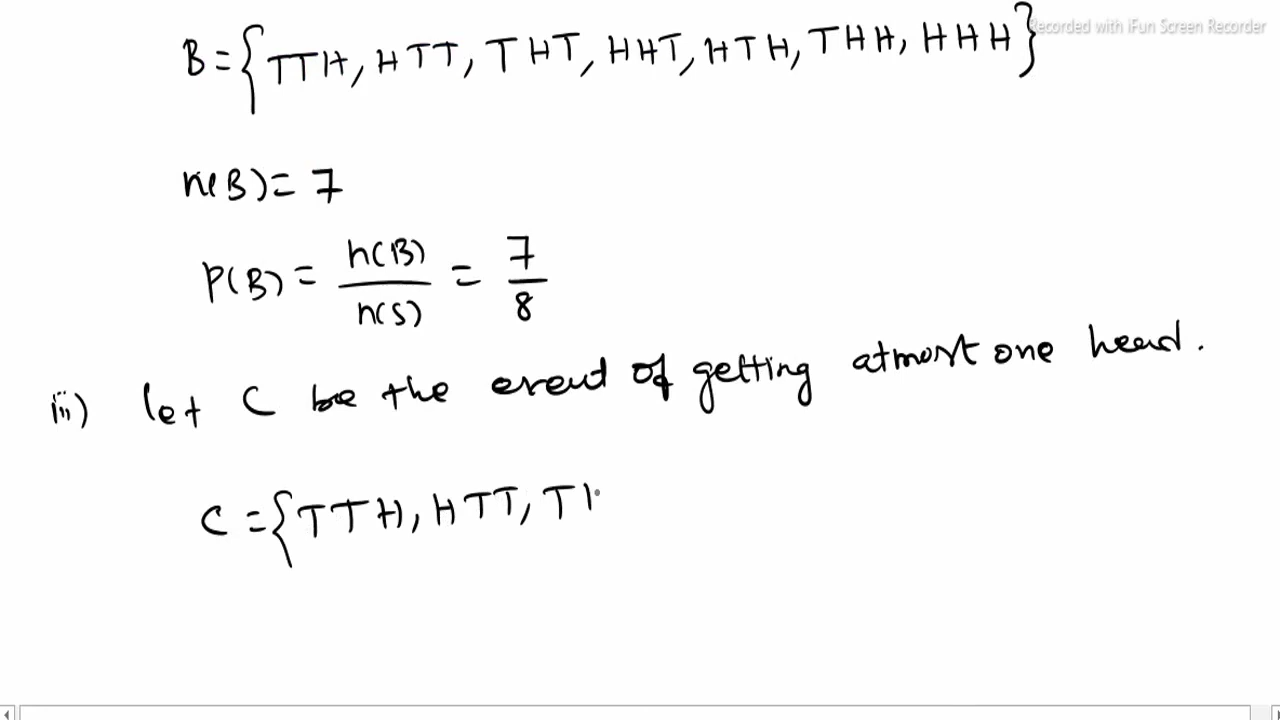 Recorded with iFun Screen Recorder
B = {TTH, HTT, THT, HHT, HTH, THH, HHH}
n(B) = 7
P(B) = n(B)/n(S) = 7/8
iii) let C be the event of getting atmost one head.
C = {TTH, HTT, T